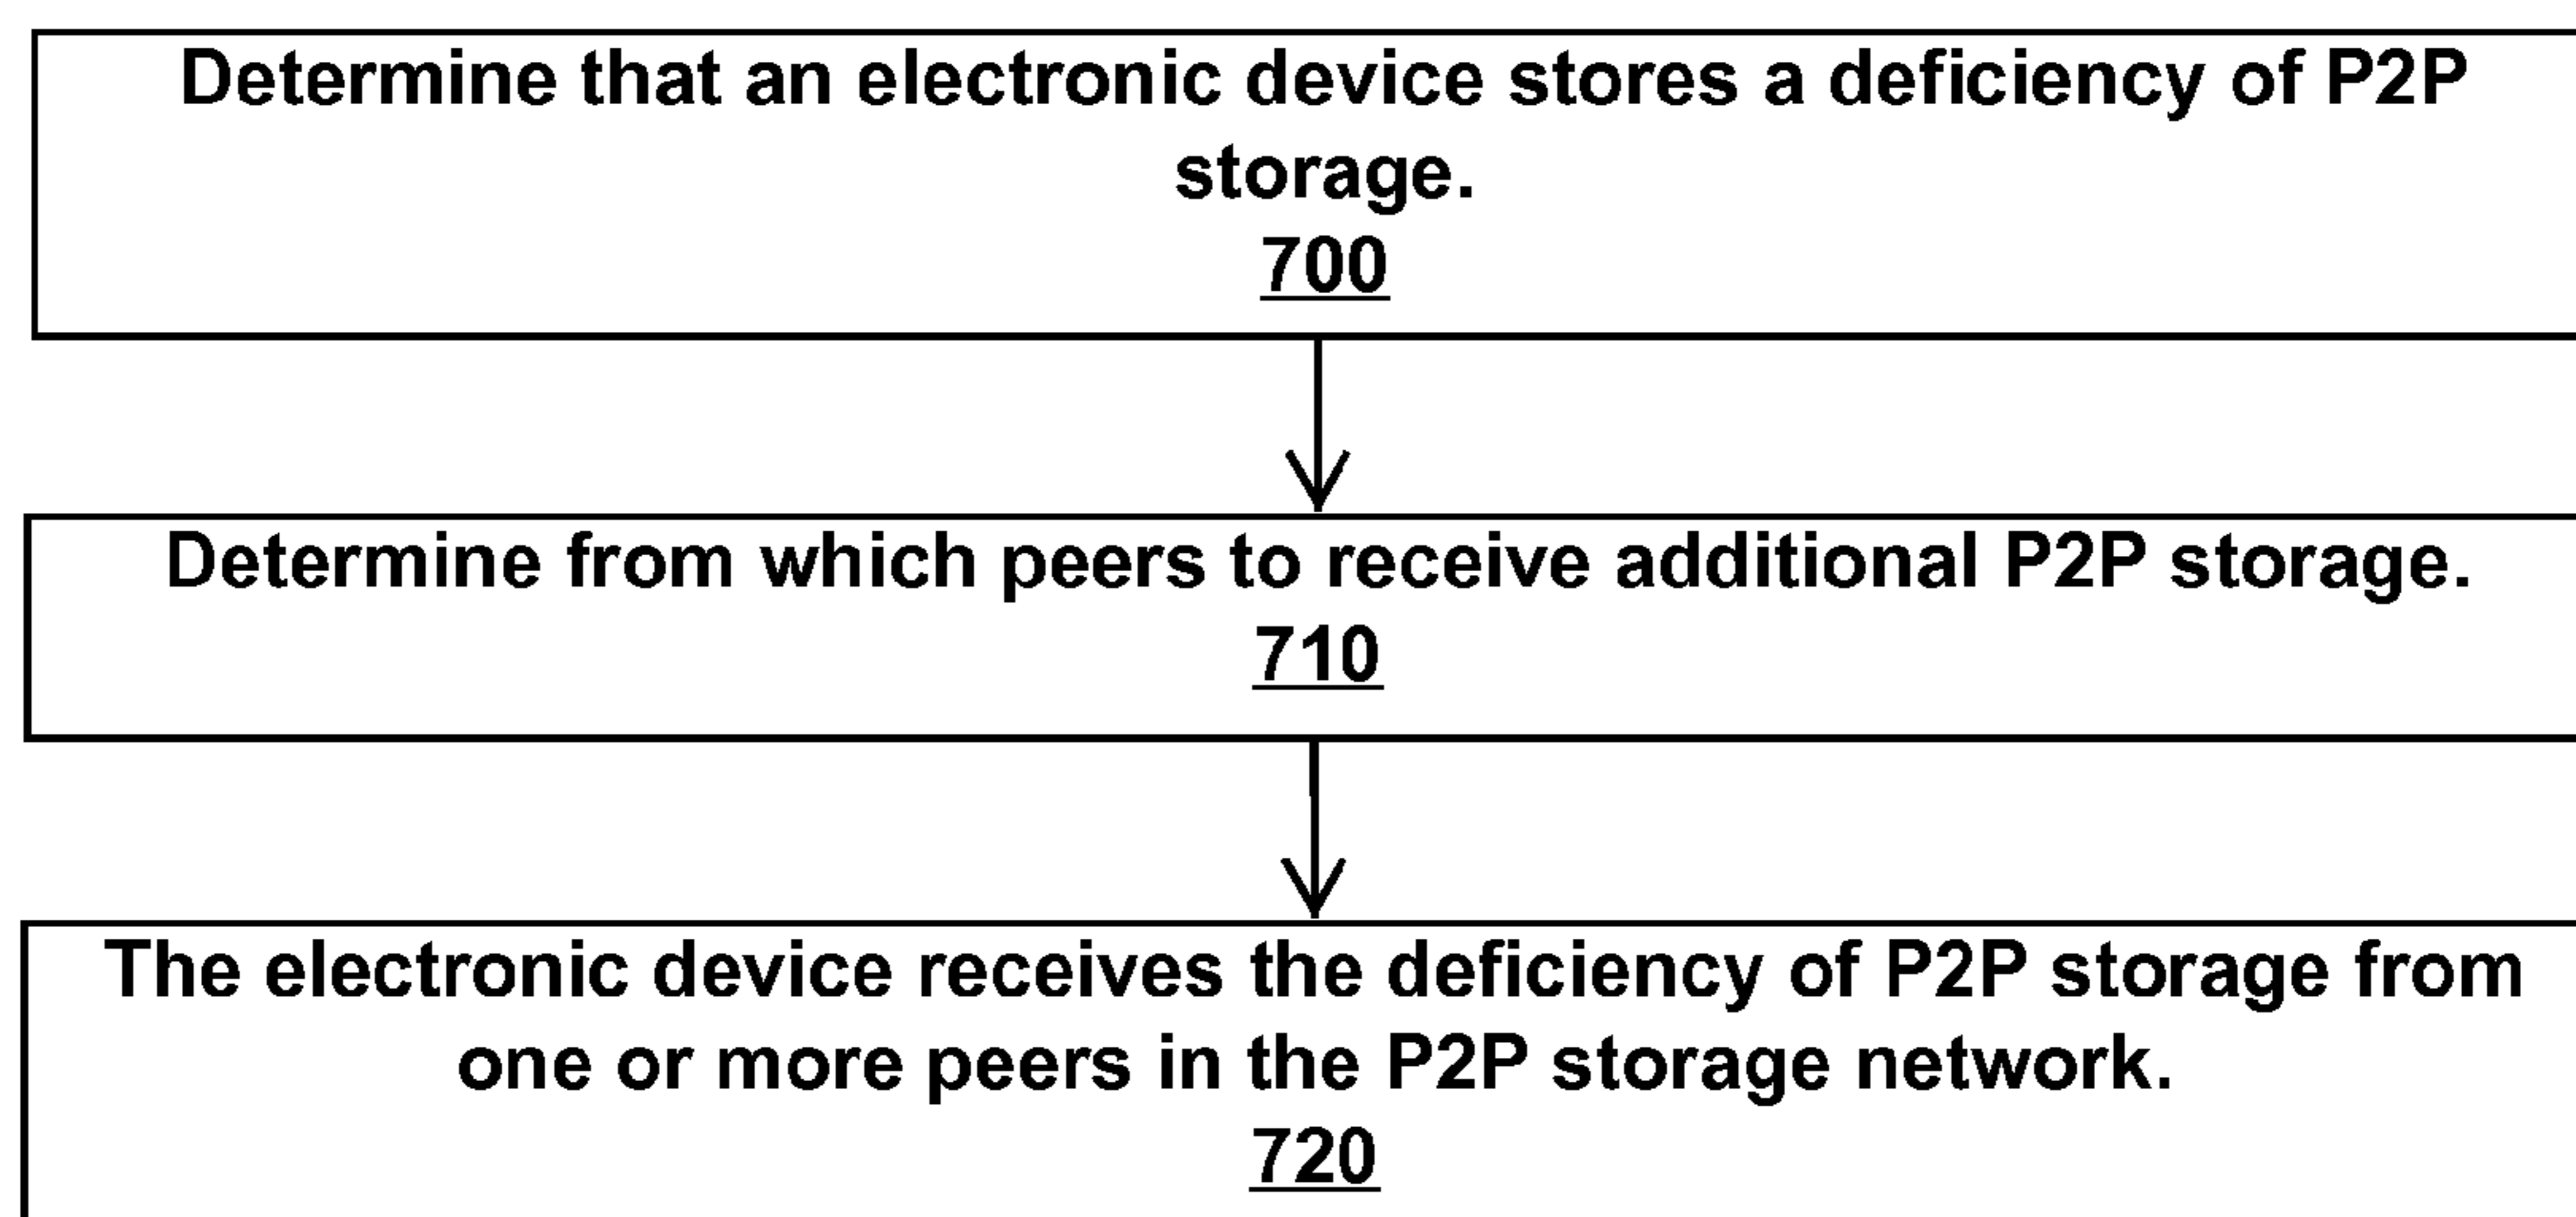 Determine that an electronic device stores a deficiency of P2P
storage.
700
Determine from which peers to receive additional P2P storage.
710
The electronic device receives the deficiency of P2P storage from
one or more peers in the P2P storage network.
720